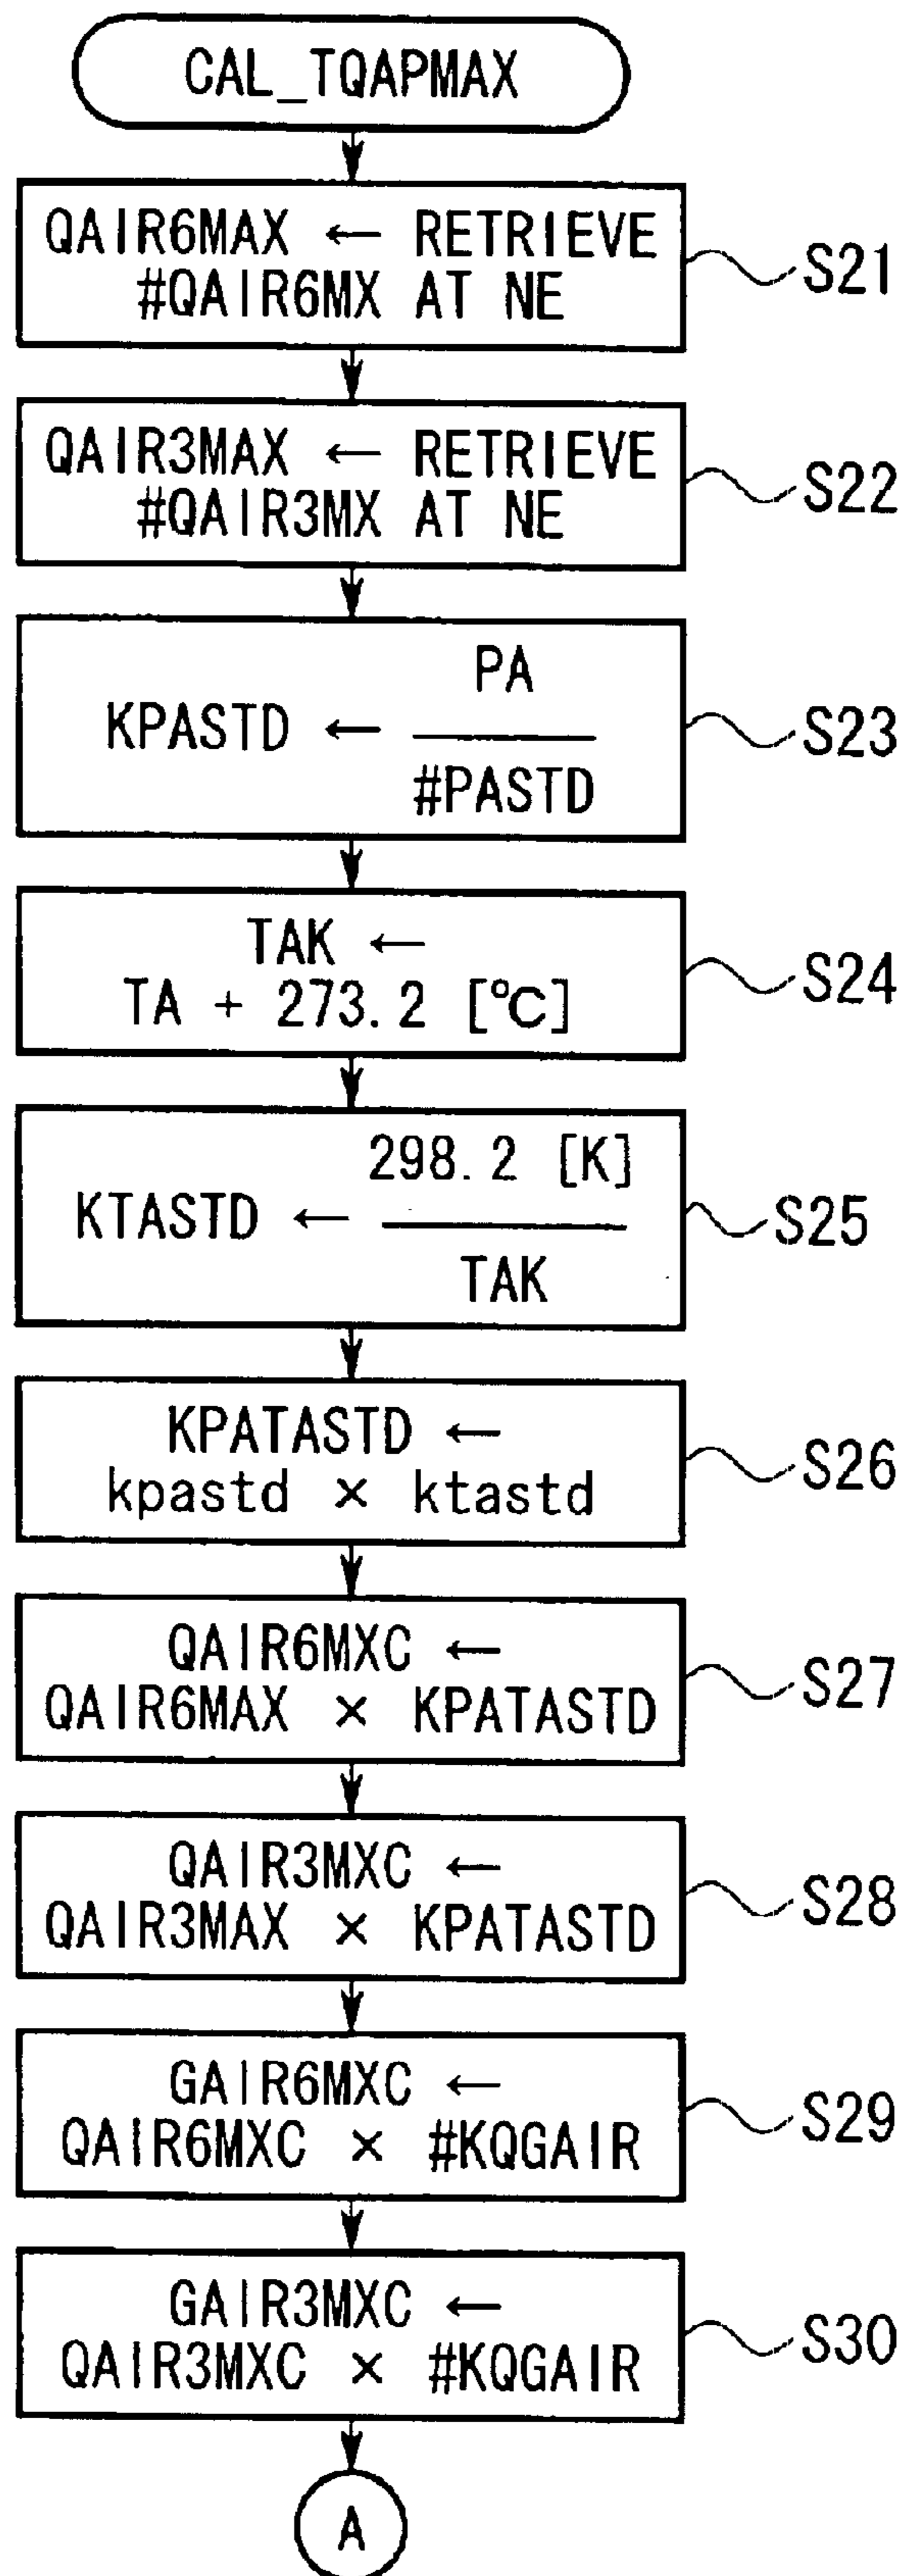 CAL_TQAPMAX
QAIR6MAX ← RETRIEVE
#QAIR6MX AT NE
S21
QAIR3MAX ← RETRIEVE
#QAIR3MX AT NE
S22
PA
KPASTD ←
#PASTD
S23
TAK ←
TA + 273.2 [℃]
S24
298.2 [K]
KTASTD ←
TAK
S25
KPATASTD ←
kpastd × ktastd
S26
QAIR6MXC ←
QAIR6MAX × KPATASTD
S27
QAIR3MXC ←
QAIR3MAX × KPATASTD
S28
GAIR6MXC ←
QAIR6MXC × #KQGAIR
S29
GAIR3MXC ←
QAIR3MXC × #KQGAIR
S30
A